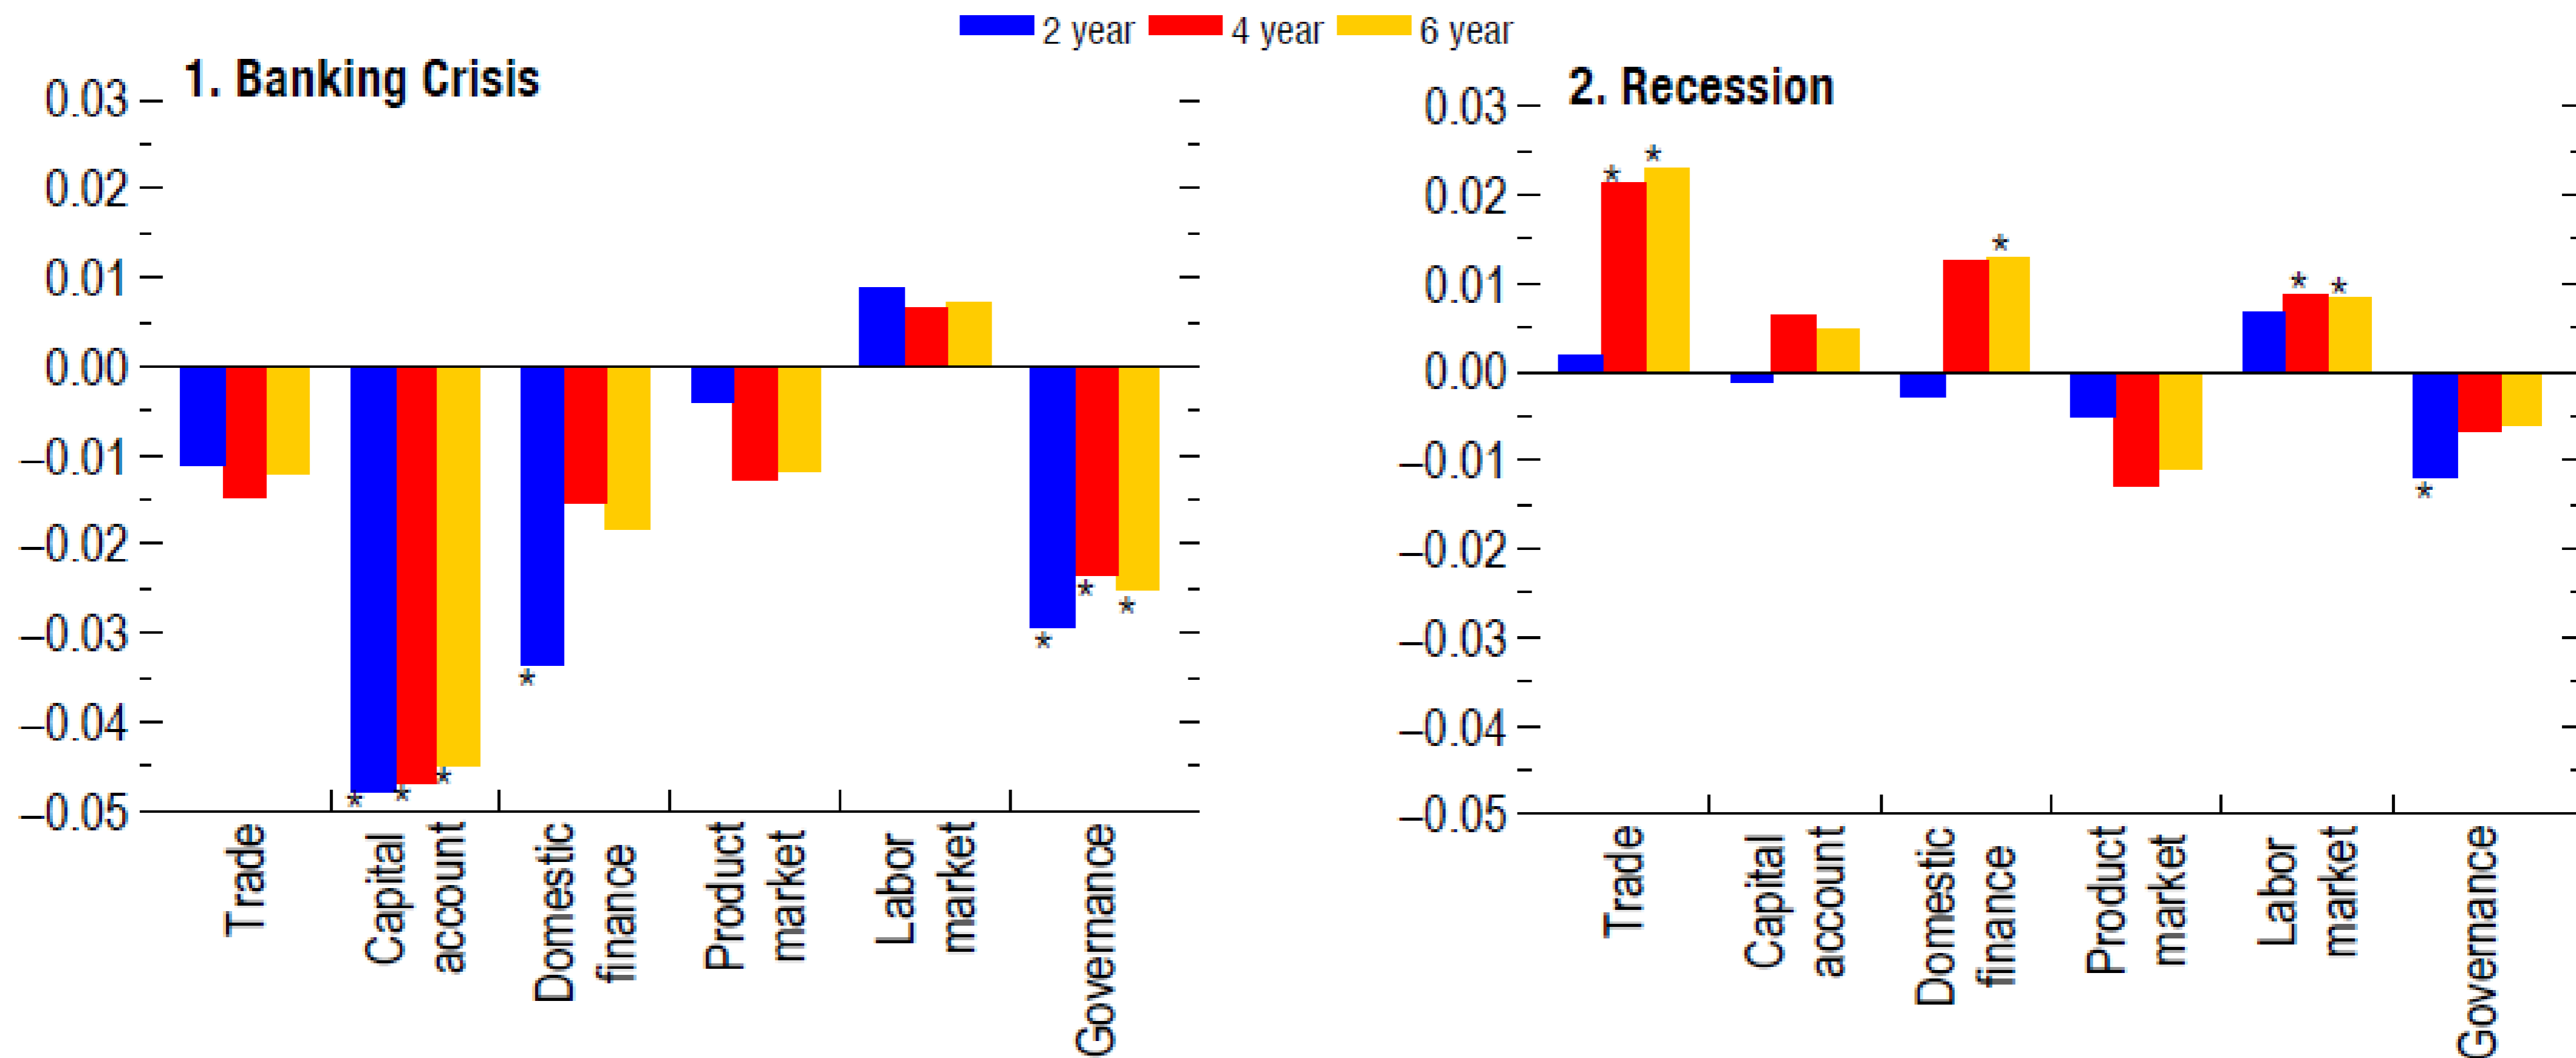 2 year 4 year 6 year
1. Banking Crisis
0.03
0.02
0.01
0.00
–0.01
–0.02
–0.03
–0.04
–0.05
*
*
*
*
*
*
*
Trade
Capital
account
Domestic
finance
Product
market
Labor
market
Governance
2. Recession
0.03
0.02
0.01
0.00
–0.01
–0.02
–0.03
–0.04
–0.05
*
*
*
*
*
*
Trade
Capital
account
Domestic
finance
Product
market
Labor
market
Governance